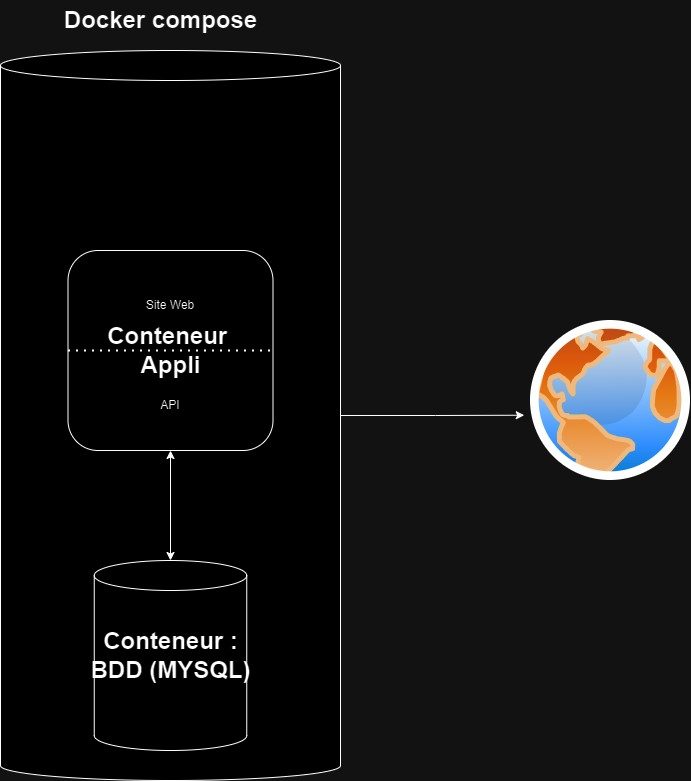 Docker compose
Site Web
Conteneur
Appli
API
Conteneur :
BDD (MYSQL)